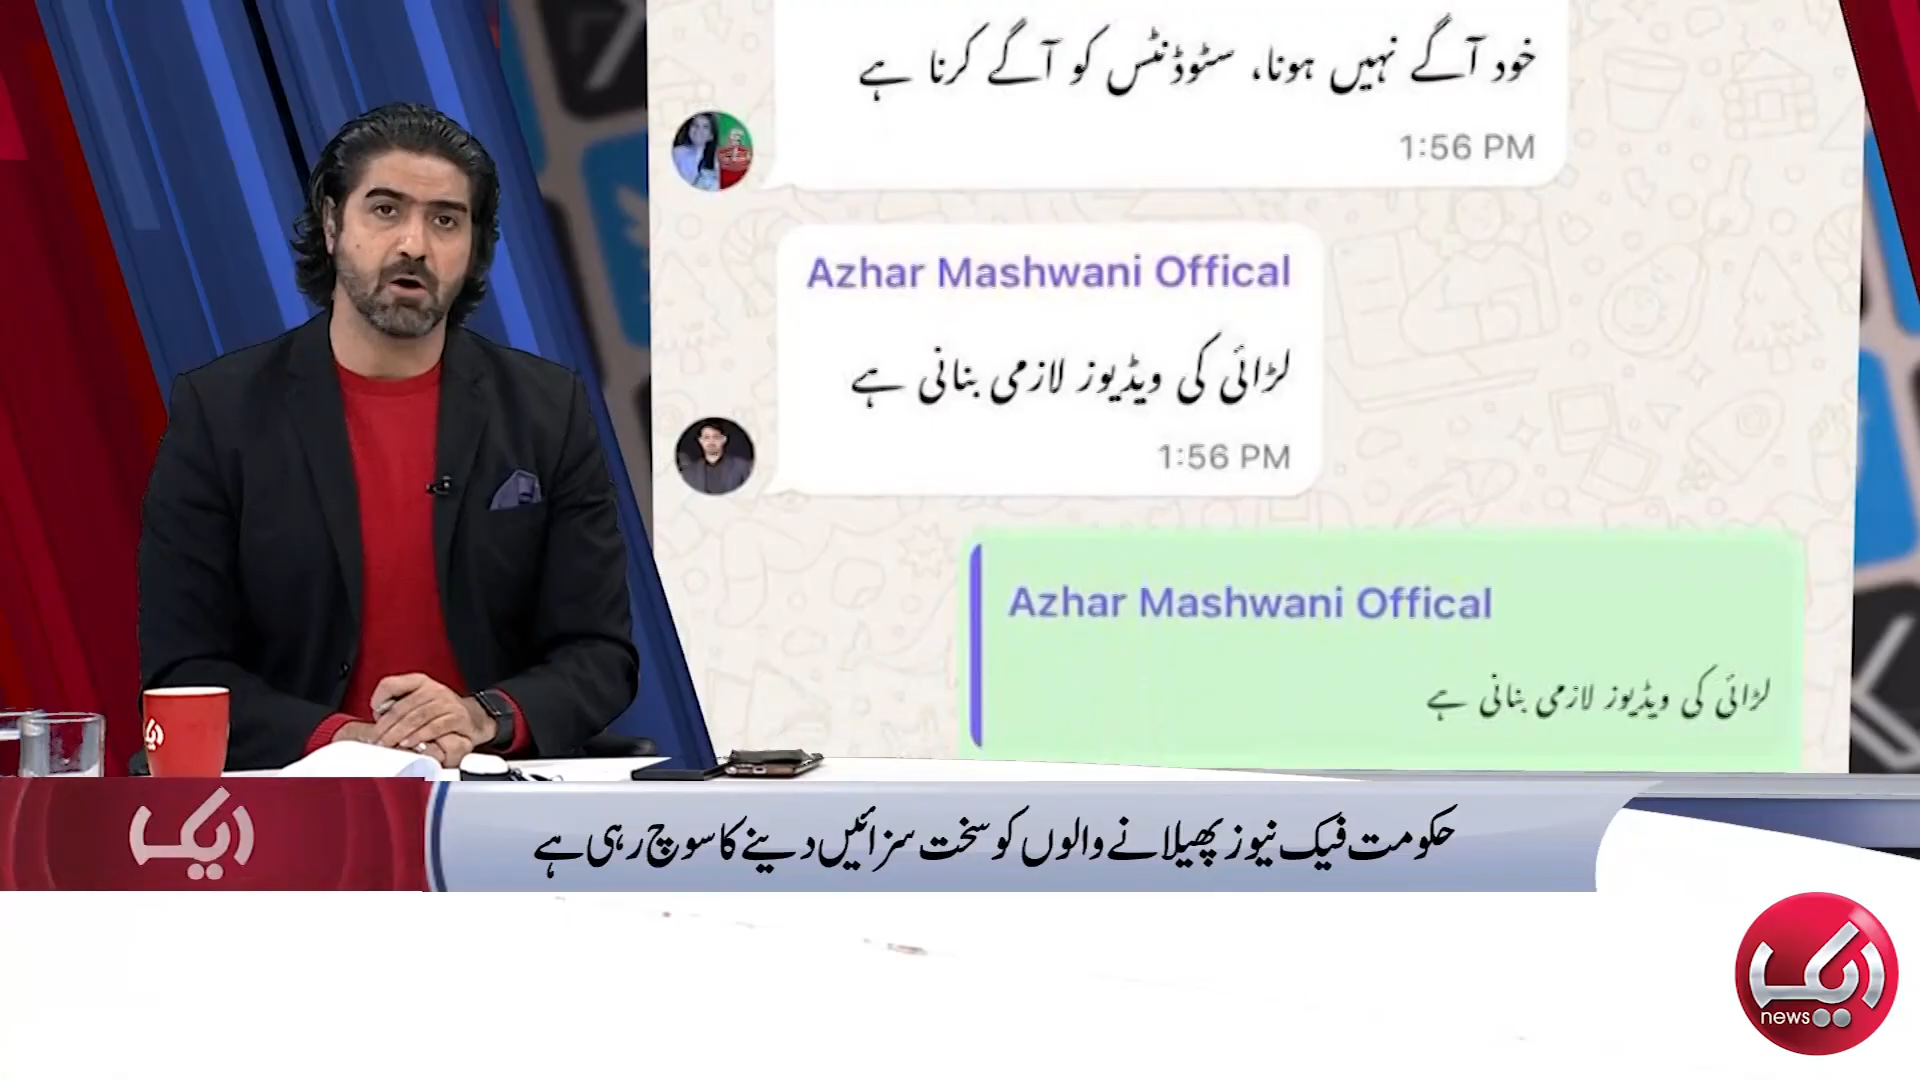 خود آگے نہیں ہونا، سٹوڈنٹس کو آگے کرنا ہے
1:56 PM
Azhar Mashwani Offical
لڑائی کی ویڈیوز لازمی بنانی ہے
1:56 PM
Azhar Mashwani Offical
لڑائی کی ویڈیوز لازمی بنانی ہے
ایک
حکومت فیک نیوز پھیلانے والوں کو سخت سزائیں دینے کا سوچ رہی ہے
ایک
news